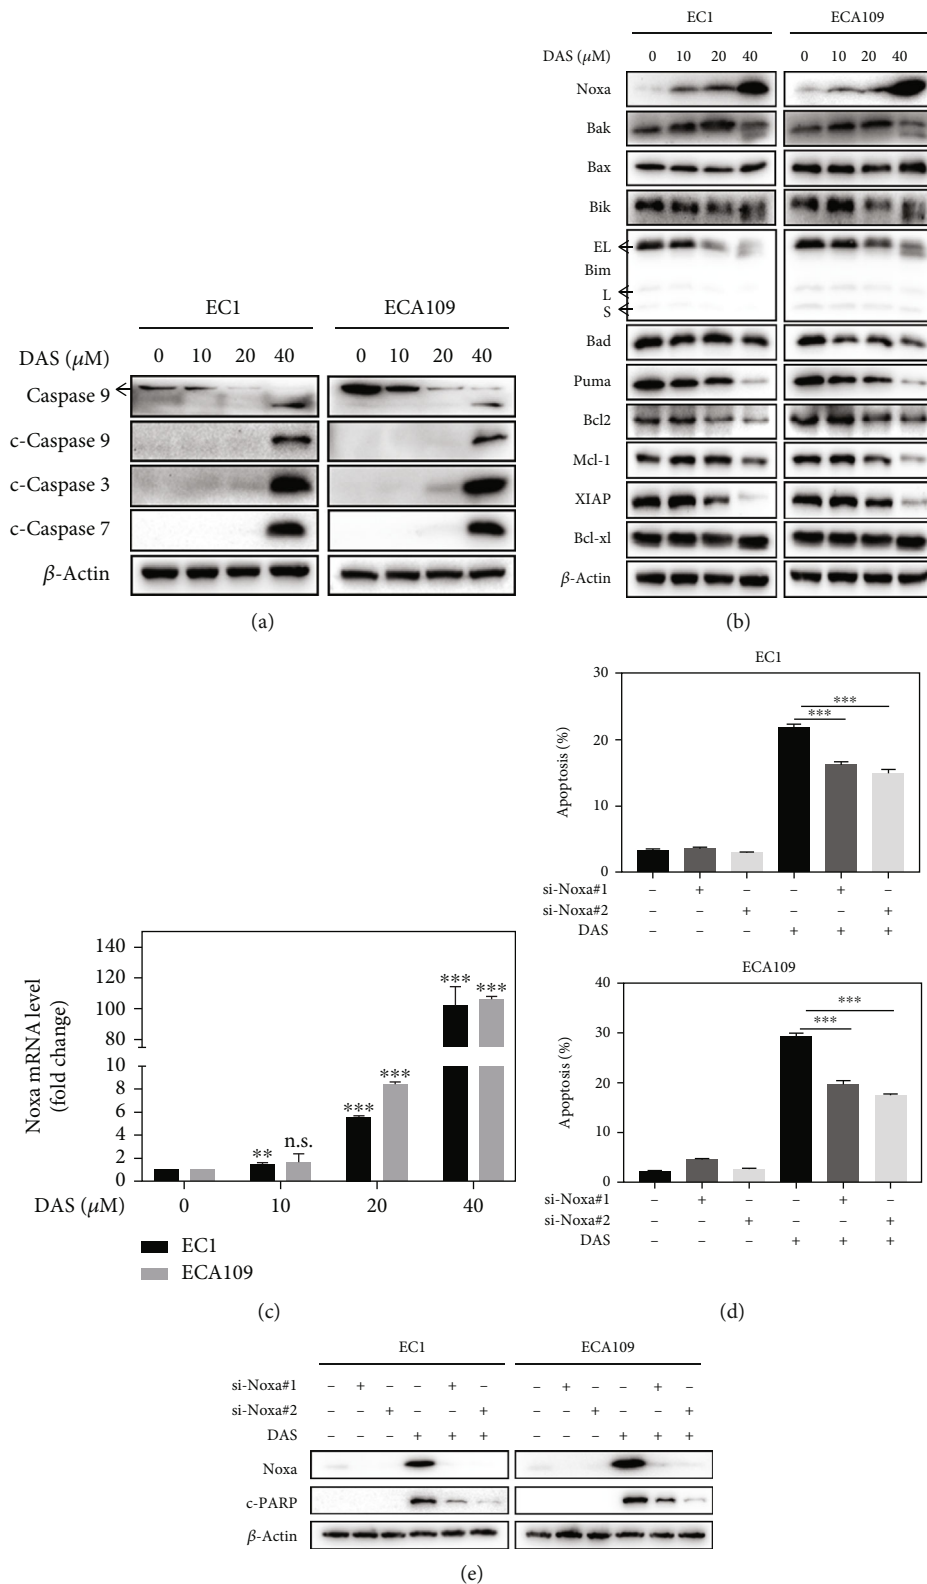 EC1 ECA109
DAS (μM) 0 10 20 40 0 10 20 40
Noxa
Bak
Bax
Bik
EL
Bim
L
S
Bad
Puma
Bcl2
Mcl-1
XIAP
Bcl-xl
β-Actin
(b)
EC1 ECA109
DAS (μM) 0 10 20 40 0 10 20 40
Caspase 9
c-Caspase 9
c-Caspase 3
c-Caspase 7
β-Actin
(a)
EC1
30
20
10
0
Apoptosis (%)
***
***
si-Noxa#1 – + – – + –
si-Noxa#2 – – + – – +
DAS – – – + + +
ECA109
40
30
20
10
0
Apoptosis (%)
***
***
si-Noxa#1 – + – – + –
si-Noxa#2 – – + – – +
DAS – – – + + +
(d)
Noxa mRNA level
(fold change)
140
120
100
80
10
8
6
4
2
0
** n.s. *** *** *** ***
DAS (μM) 0 10 20 40
EC1
ECA109
(c)
EC1 ECA109
si-Noxa#1 – + – – + – – + – – + –
si-Noxa#2 – – + – – + – – + – – +
DAS – – – + + + – – – + + +
Noxa
c-PARP
β-Actin
(e)